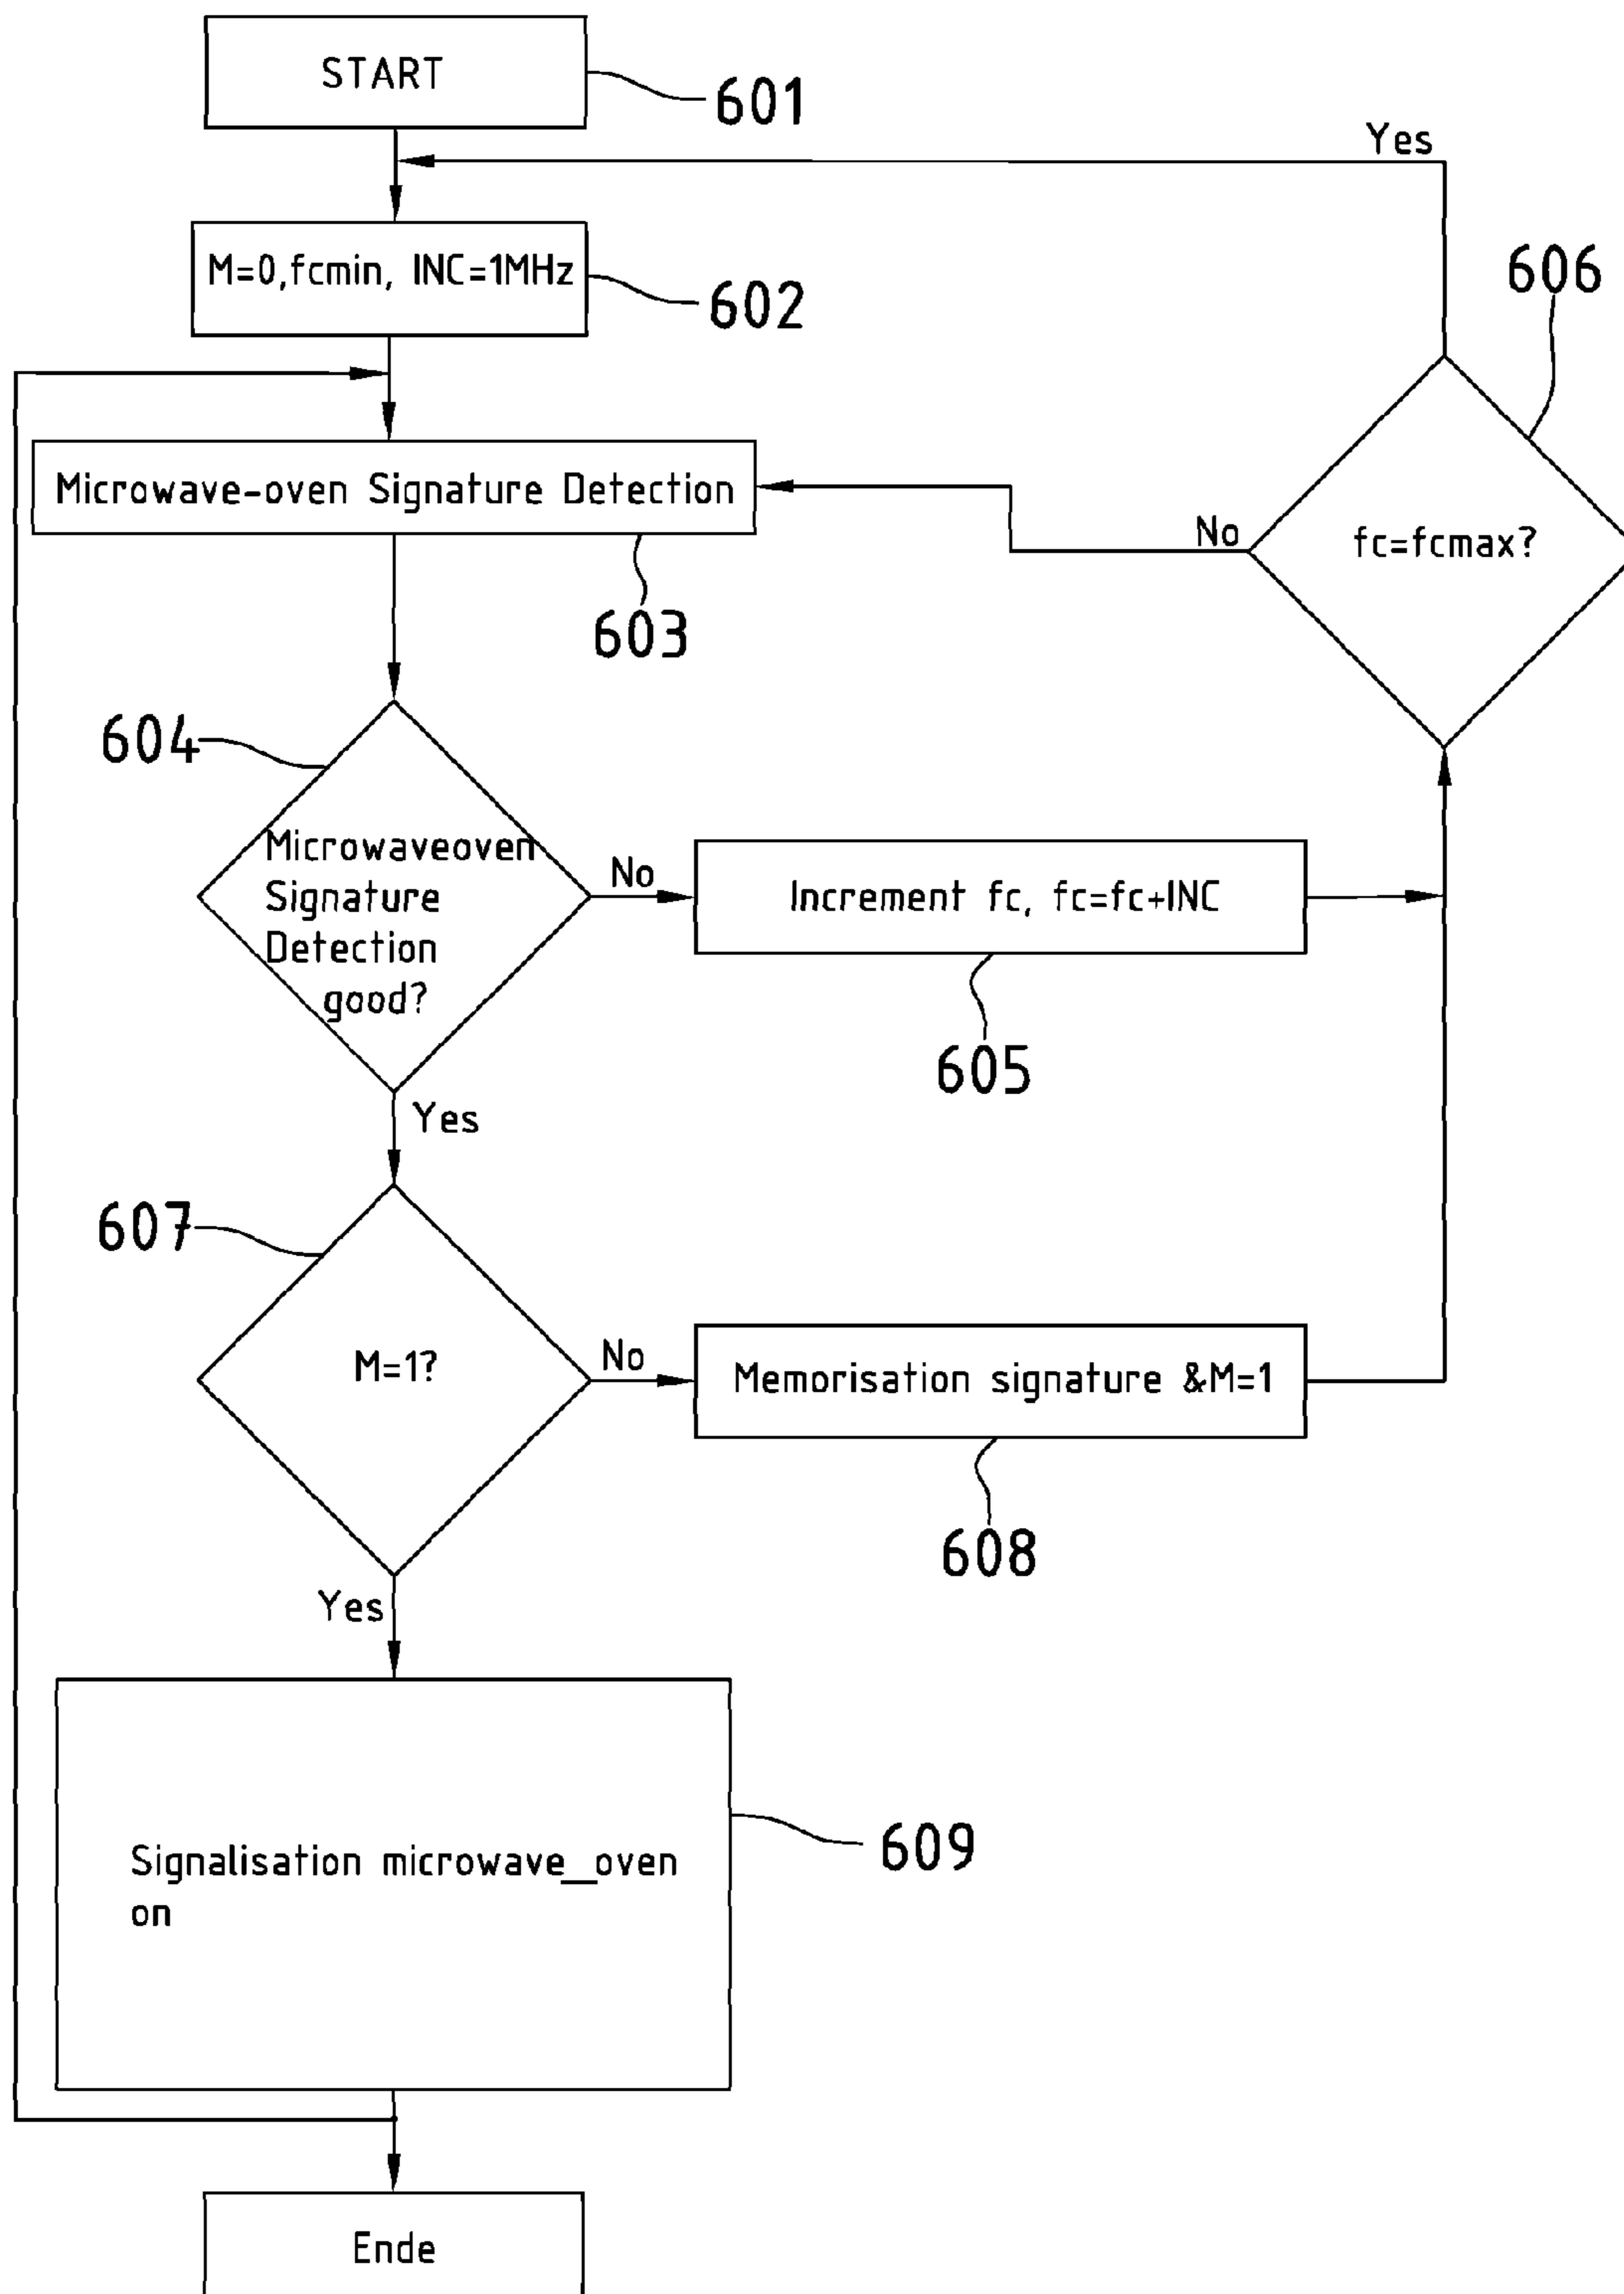 START
601
Yes
M=0,fcmin, INC=1MHz
602
606
Microwave-oven Signature Detection
No
fc=fcmax?
603
604
Microwaveoven
Signature
Detection
good?
No
Increment fc, fc=fc+INC
605
Yes
607
M=1?
No
Memorisation signature &M=1
608
Yes
Signalisation microwave_oven
on
609
Ende